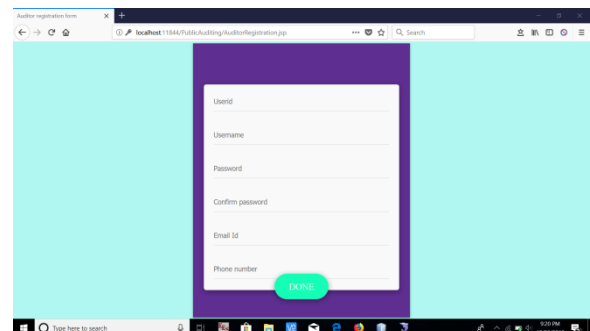 Auditor registration form
localhost:11844/PublicAuditing/AuditorRegistration.jsp
Search
Userid
Username
Password
Confirm password
Email Id
Phone number
DONE
Type here to search
9:20 PM